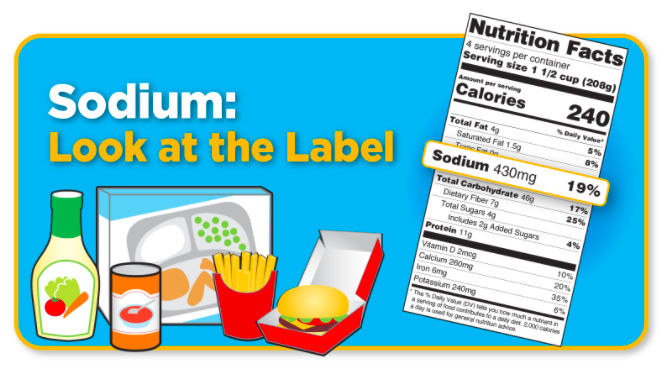 Sodium:
Look at the Label
Nutrition Facts
4 servings per container
Serving size 1 1/2 cup (208g)
Amount per serving
Calories 240
% Daily Value*
Total Fat 4g 5%
Saturated Fat 1.5g 8%
Trans Fat 0g
Sodium 430mg 19%
Total Carbohydrate 46g 17%
Dietary Fiber 7g 25%
Total Sugars 4g
Includes 2g Added Sugars 4%
Protein 11g
Vitamin D 2mcg 10%
Calcium 260mg 20%
Iron 6mg 35%
Potassium 240mg 6%
* The % Daily Value (DV) tells you how much a nutrient in
a serving of food contributes to a daily diet. 2,000 calories
a day is used for general nutrition advice.